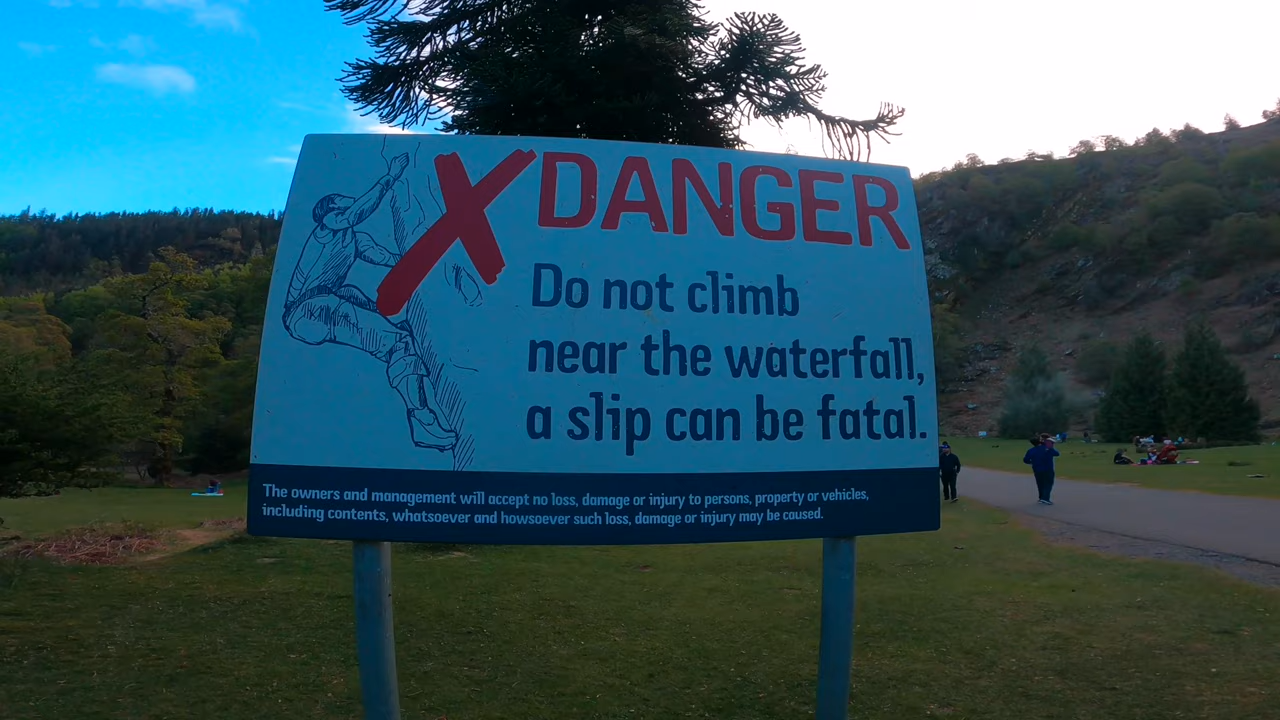 DANGER
Do not climb
near the waterfall,
a slip can be fatal.
The owners and management will accept no loss, damage or injury to persons, property or vehicles,
including contents, whatsoever and howsoever such loss, damage or injury may be caused.